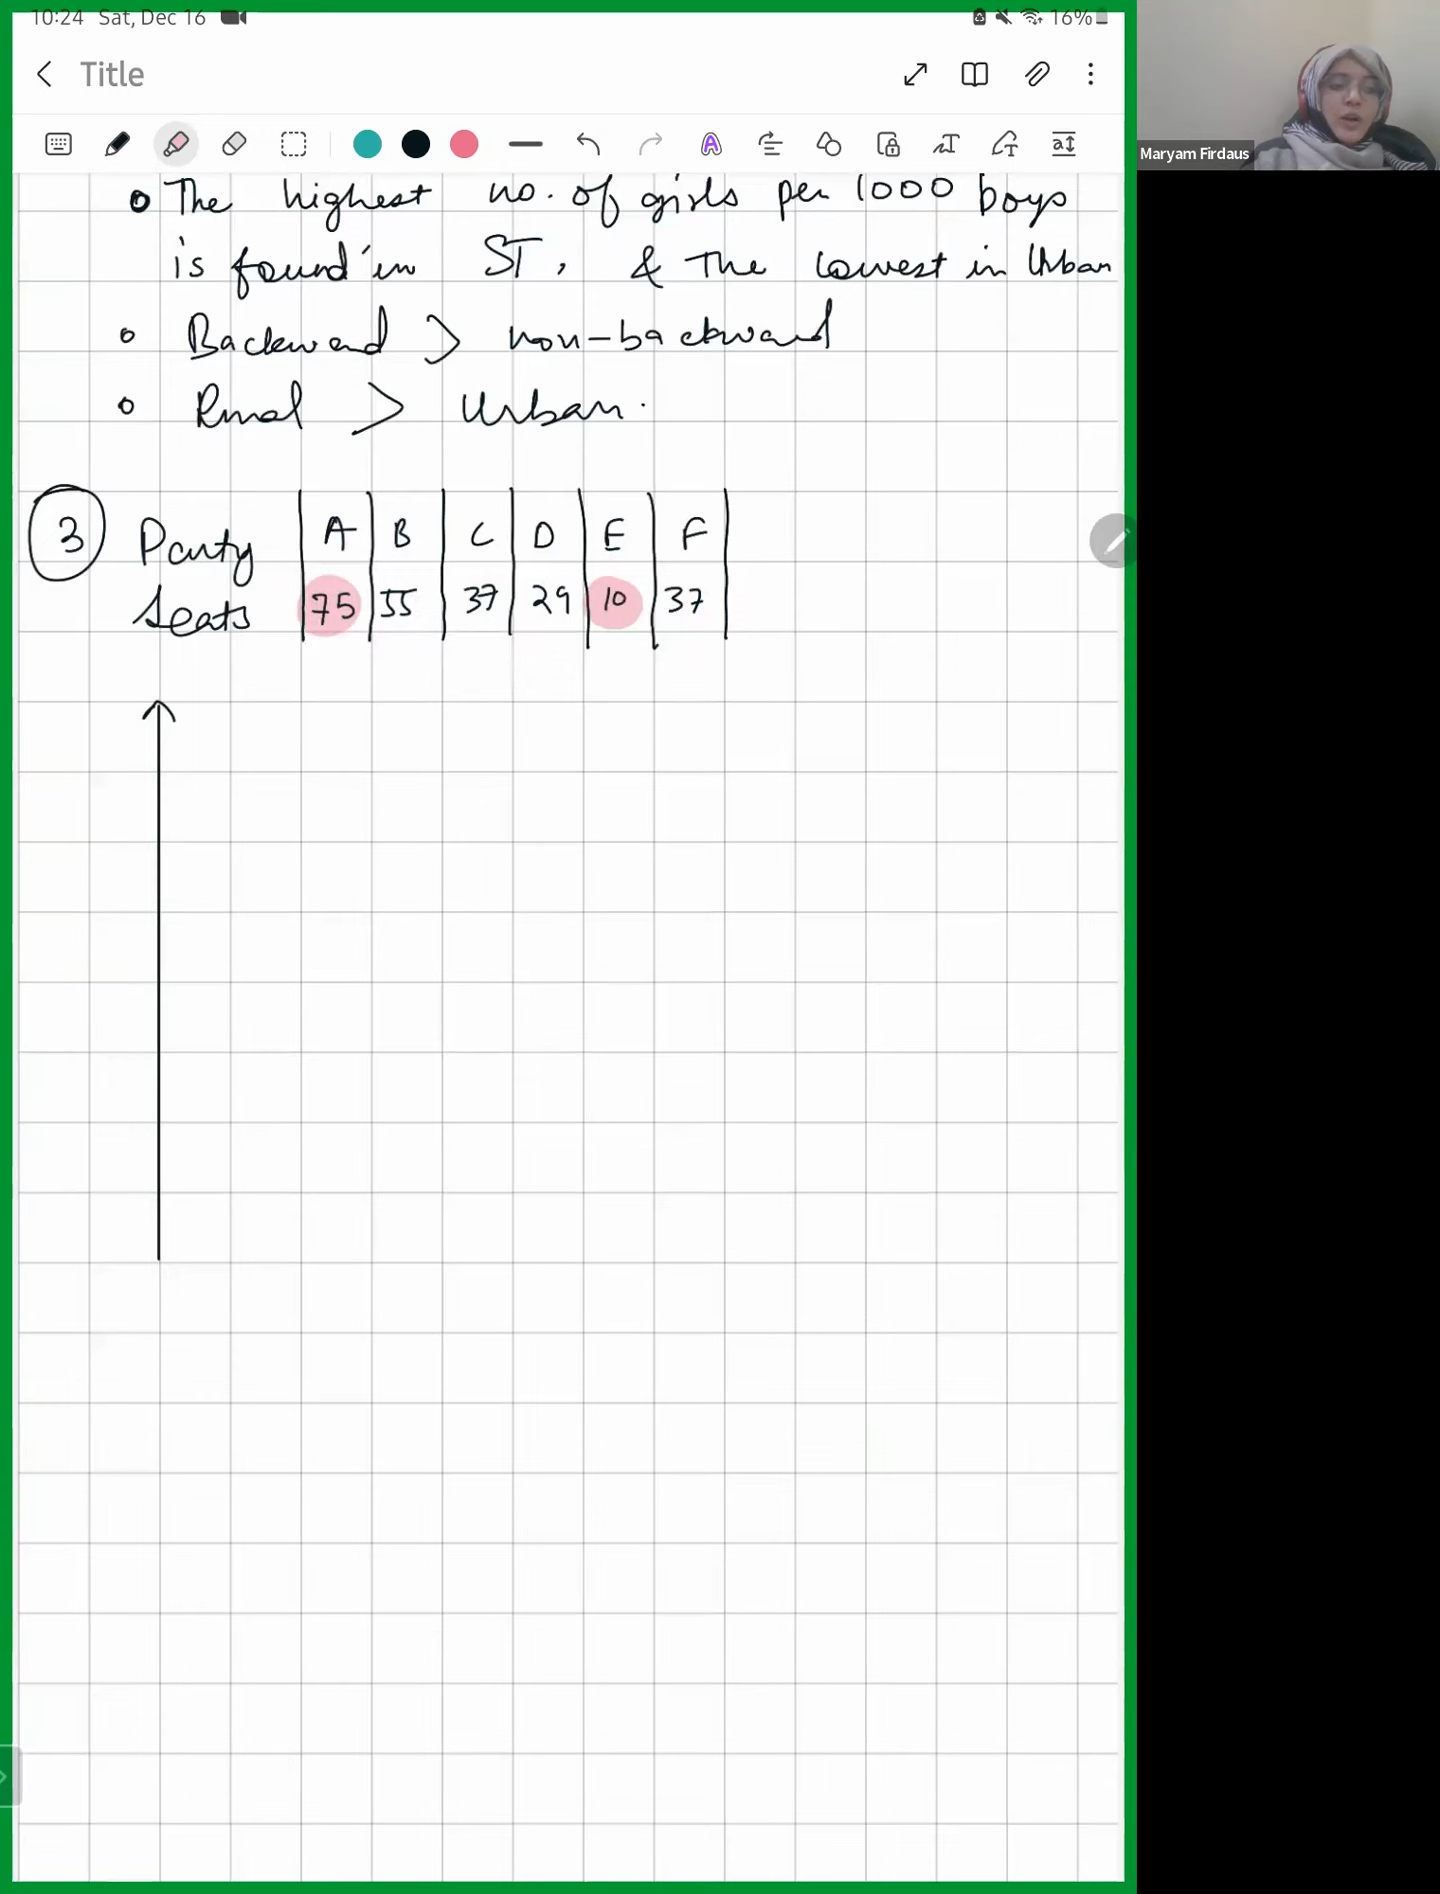 10:24 Sat, Dec 16
16%
Title
Maryam Firdaus
The highest no. of girls per 1000 boys
is found in ST, & The lowest in Urban
Backward > non-backward
Rural > Urban.
3 Party A B C D E F
Seats 75 55 37 29 10 37